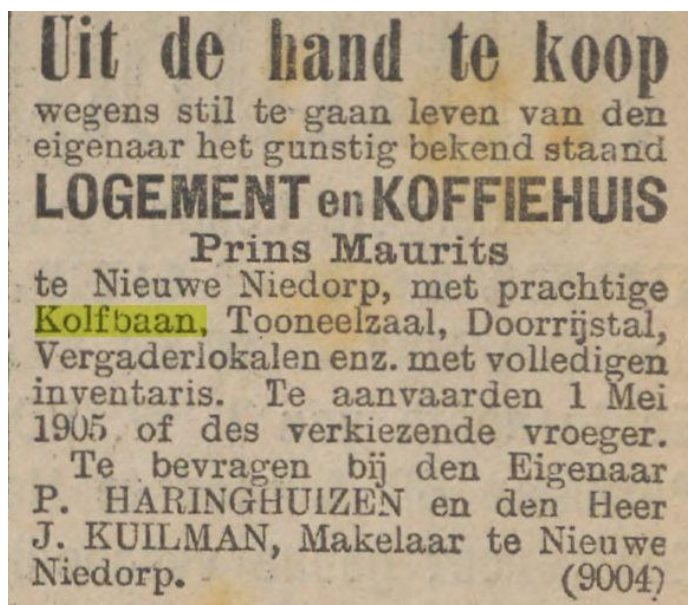 Uit de hand te koop
wegens stil te gaan leven van den
eigenaar het gunstig bekend staand
LOGEMENT en KOFFIEHUIS
Prins Maurits
te Nieuwe Niedorp, met prachtige
Kolfbaan, Tooneelzaal, Doorrijstal,
Vergaderlokalen enz. met volledigen
inventaris. Te aanvaarden 1 Mei
1905 of des verkiezende vroeger.
Te bevragen bij den Eigenaar
P. HARINGHUIZEN en den Heer
J. KUILMAN, Makelaar te Nieuwe
Niedorp. (9004)